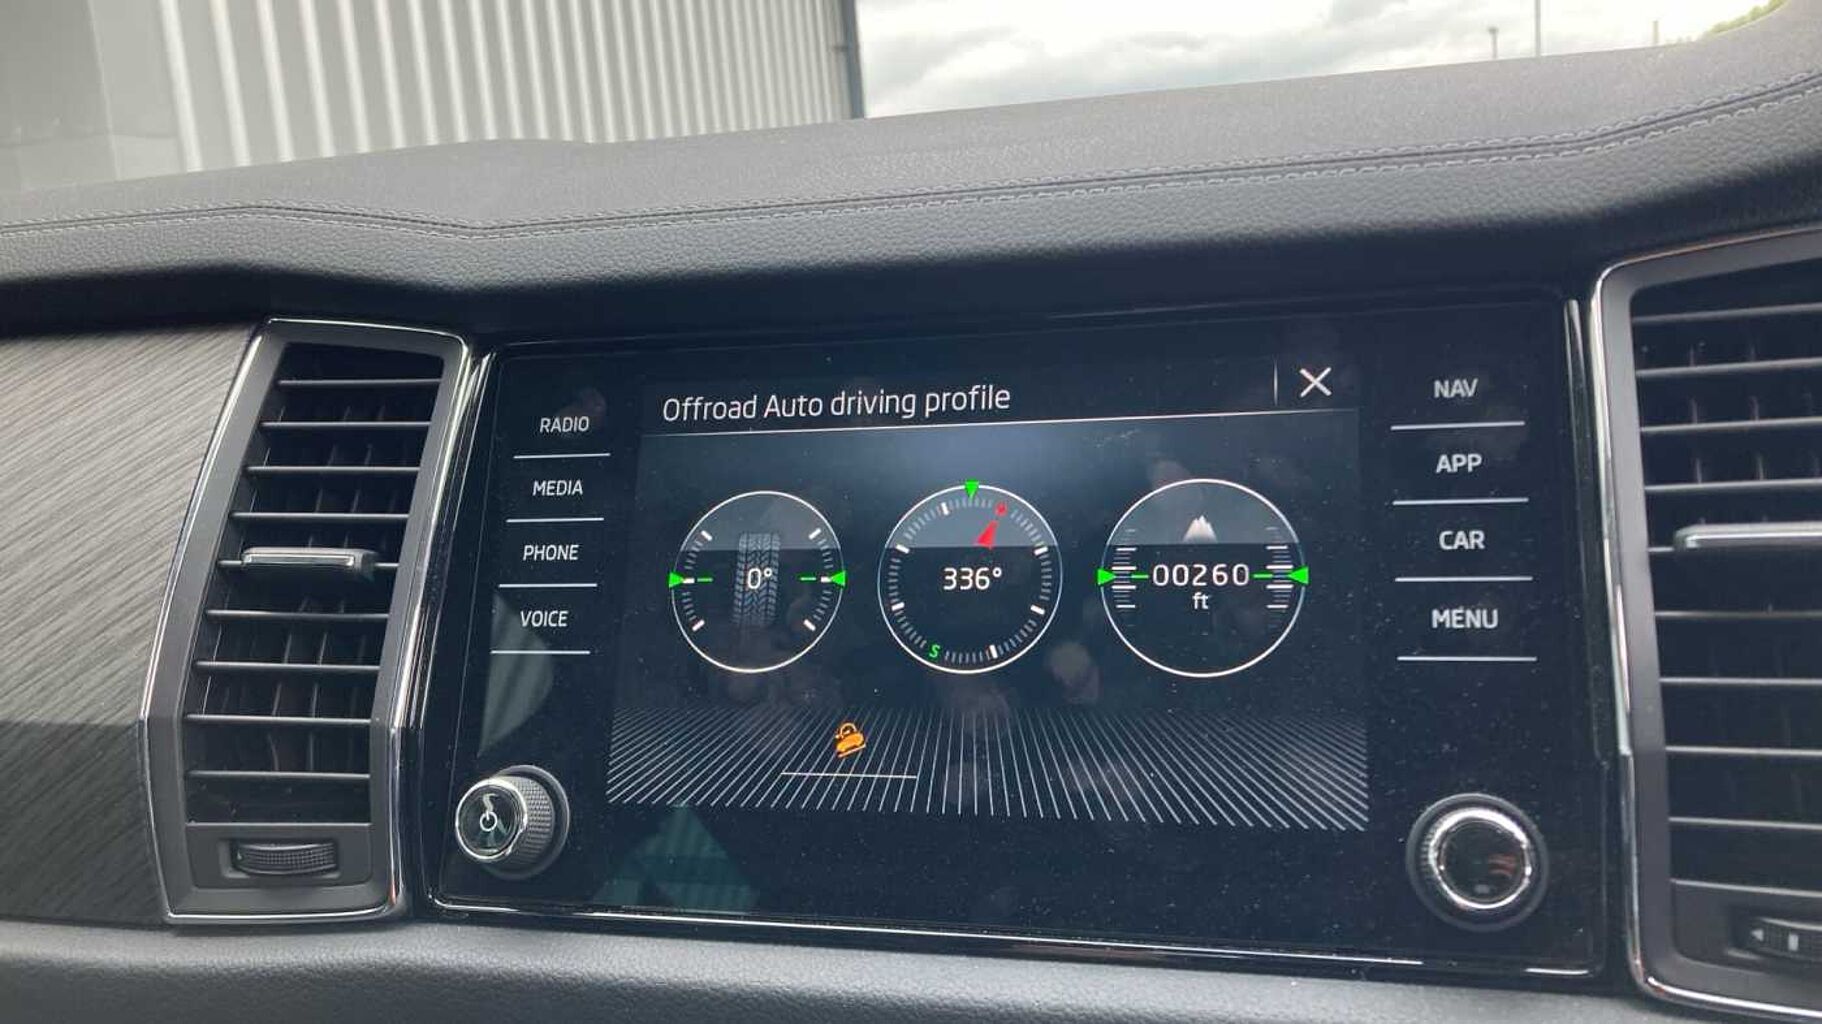 Offroad Auto driving profile
RADIO
MEDIA
PHONE
VOICE
0°
336°
S
00260
ft
NAV
APP
CAR
MENU